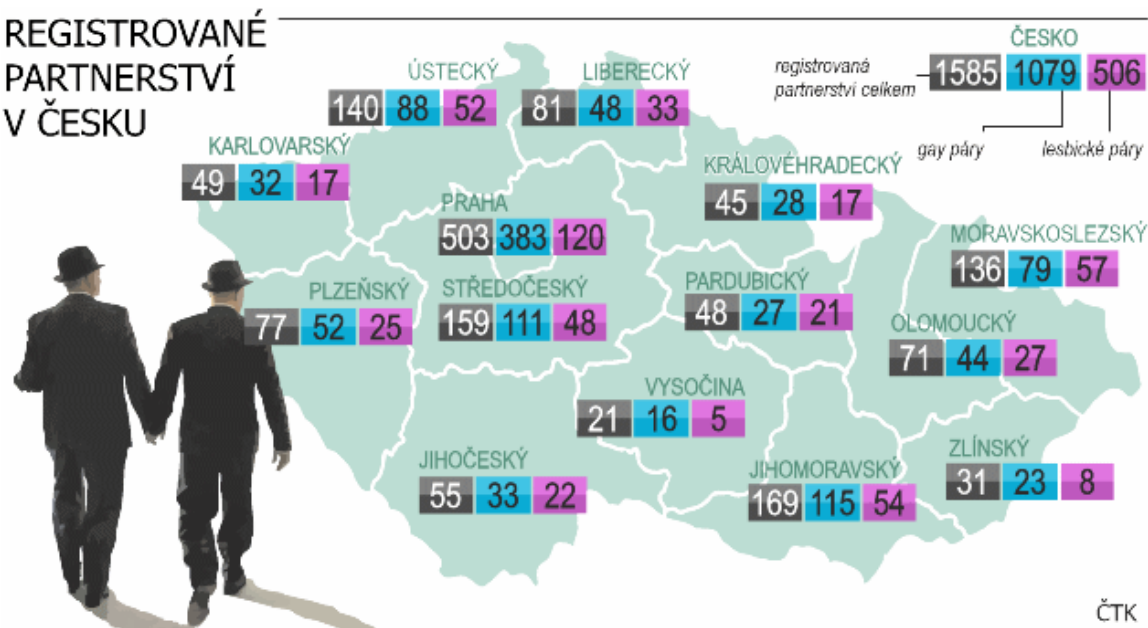 REGISTROVANÉ
PARTNERSTVÍ
V ČESKU
ČESKO
registrovaná
partnerství celkem
1585 1079 506
gay páry lesbické páry
ÚSTECKÝ
140 88 52
LIBERECKÝ
81 48 33
KARLOVARSKÝ
49 32 17
KRÁLOVÉHRADECKÝ
45 28 17
PRAHA
503 383 120
MORAVSKOSLEZSKÝ
136 79 57
PLZEŇSKÝ
77 52 25
STŘEDOČESKÝ
159 111 48
PARDUBICKÝ
48 27 21
OLOMOUCKÝ
71 44 27
VYSOČINA
21 16 5
JIHOČESKÝ
55 33 22
JIHOMORAVSKÝ
169 115 54
ZLÍNSKÝ
31 23 8
ČTK